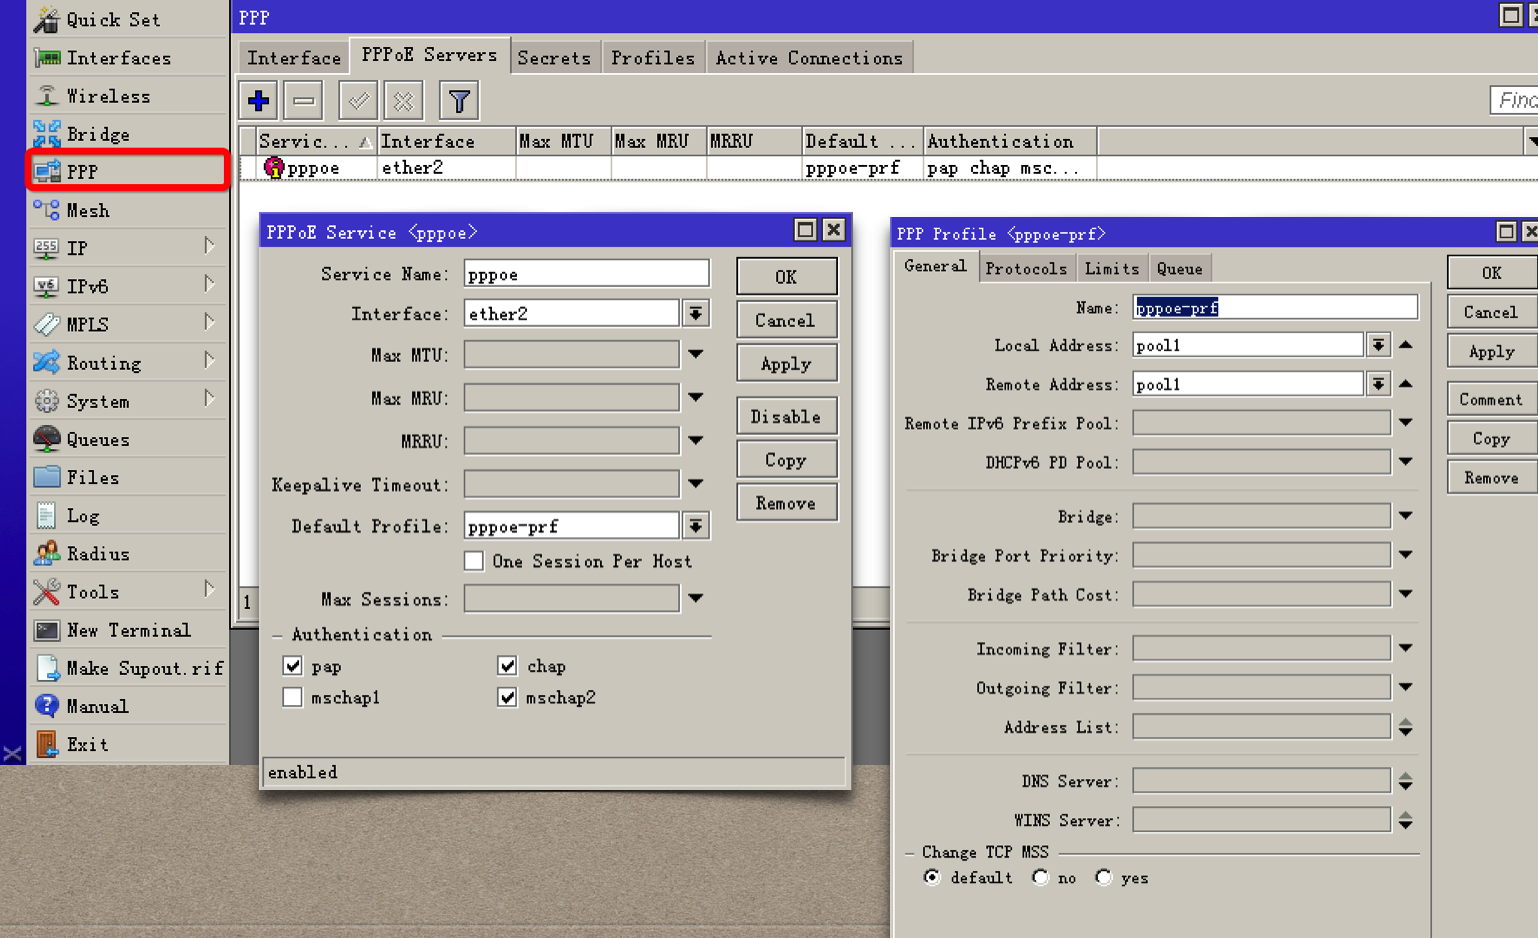 Quick Set
Interfaces
Wireless
Bridge
PPP
Mesh
IP
IPv6
MPLS
Routing
System
Queues
Files
Log
Radius
Tools
New Terminal
Make Supout.rif
Manual
Exit
255
v6
PPP
Interface PPPoE Servers Secrets Profiles Active Connections
Servic... Interface Max MTU Max MRU MRRU Default ... Authentication
pppoe ether2 pppoe-prf pap chap msc...
1
PPPoE Service <pppoe>
Service Name: pppoe
Interface: ether2
Max MTU:
Max MRU:
MRRU:
Keepalive Timeout:
Default Profile: pppoe-prf
One Session Per Host
Max Sessions:
Authentication
pap chap
mschap1 mschap2
enabled
OK
Cancel
Apply
Disable
Copy
Remove
PPP Profile <pppoe-prf>
General Protocols Limits Queue
Name: pppoe-prf
Local Address: pool1
Remote Address: pool1
Remote IPv6 Prefix Pool:
DHCPv6 PD Pool:
Bridge:
Bridge Port Priority:
Bridge Path Cost:
Incoming Filter:
Outgoing Filter:
Address List:
DNS Server:
WINS Server:
Change TCP MSS
default no yes
OK
Cancel
Apply
Comment
Copy
Remove